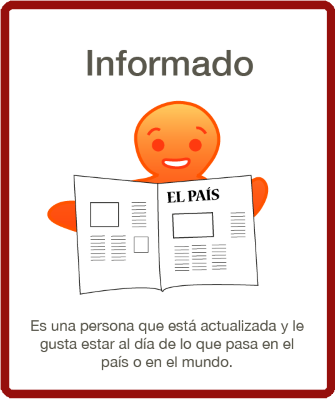 Informado
EL PAÍS
Es una persona que está actualizada y le
gusta estar al día de lo que pasa en el
país o en el mundo.